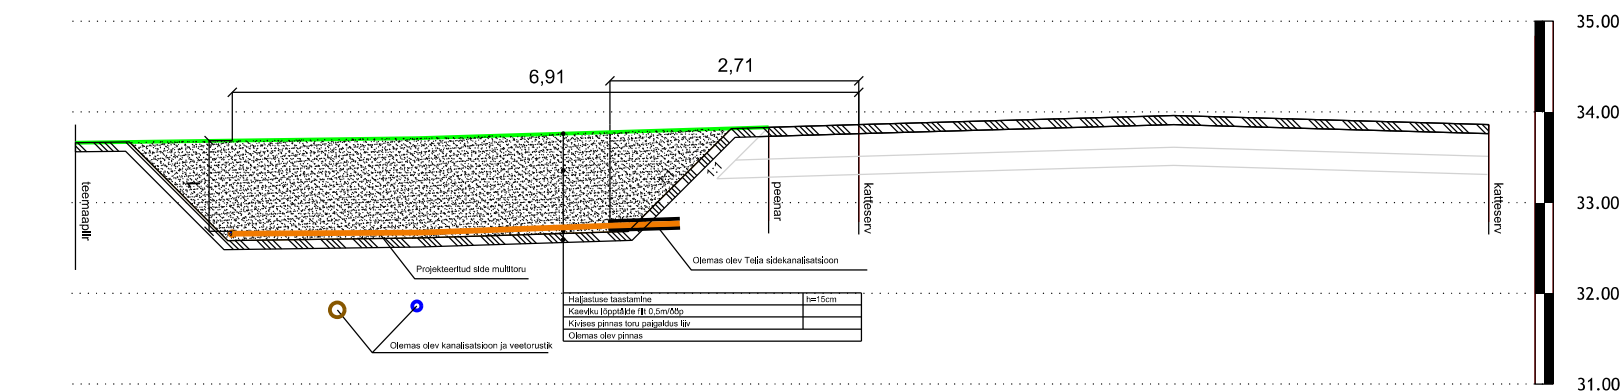 35.00
2,71
6,91
34.00
1:1
1
teemaapiir
peenar
katteserv
katteserv
33.00
Olemas olev Telia sidekanalisatsioon
Projekteeritud side multitoru
32.00
Haljastuse taastamine h=15cm
Kaeviku lõpptäide filt 0,5m/ööp
Kivises pinnas toru paigaldus liiv
Olemas olev pinnas
Olemas olev kanalisatsioon ja veetorustik
31.00